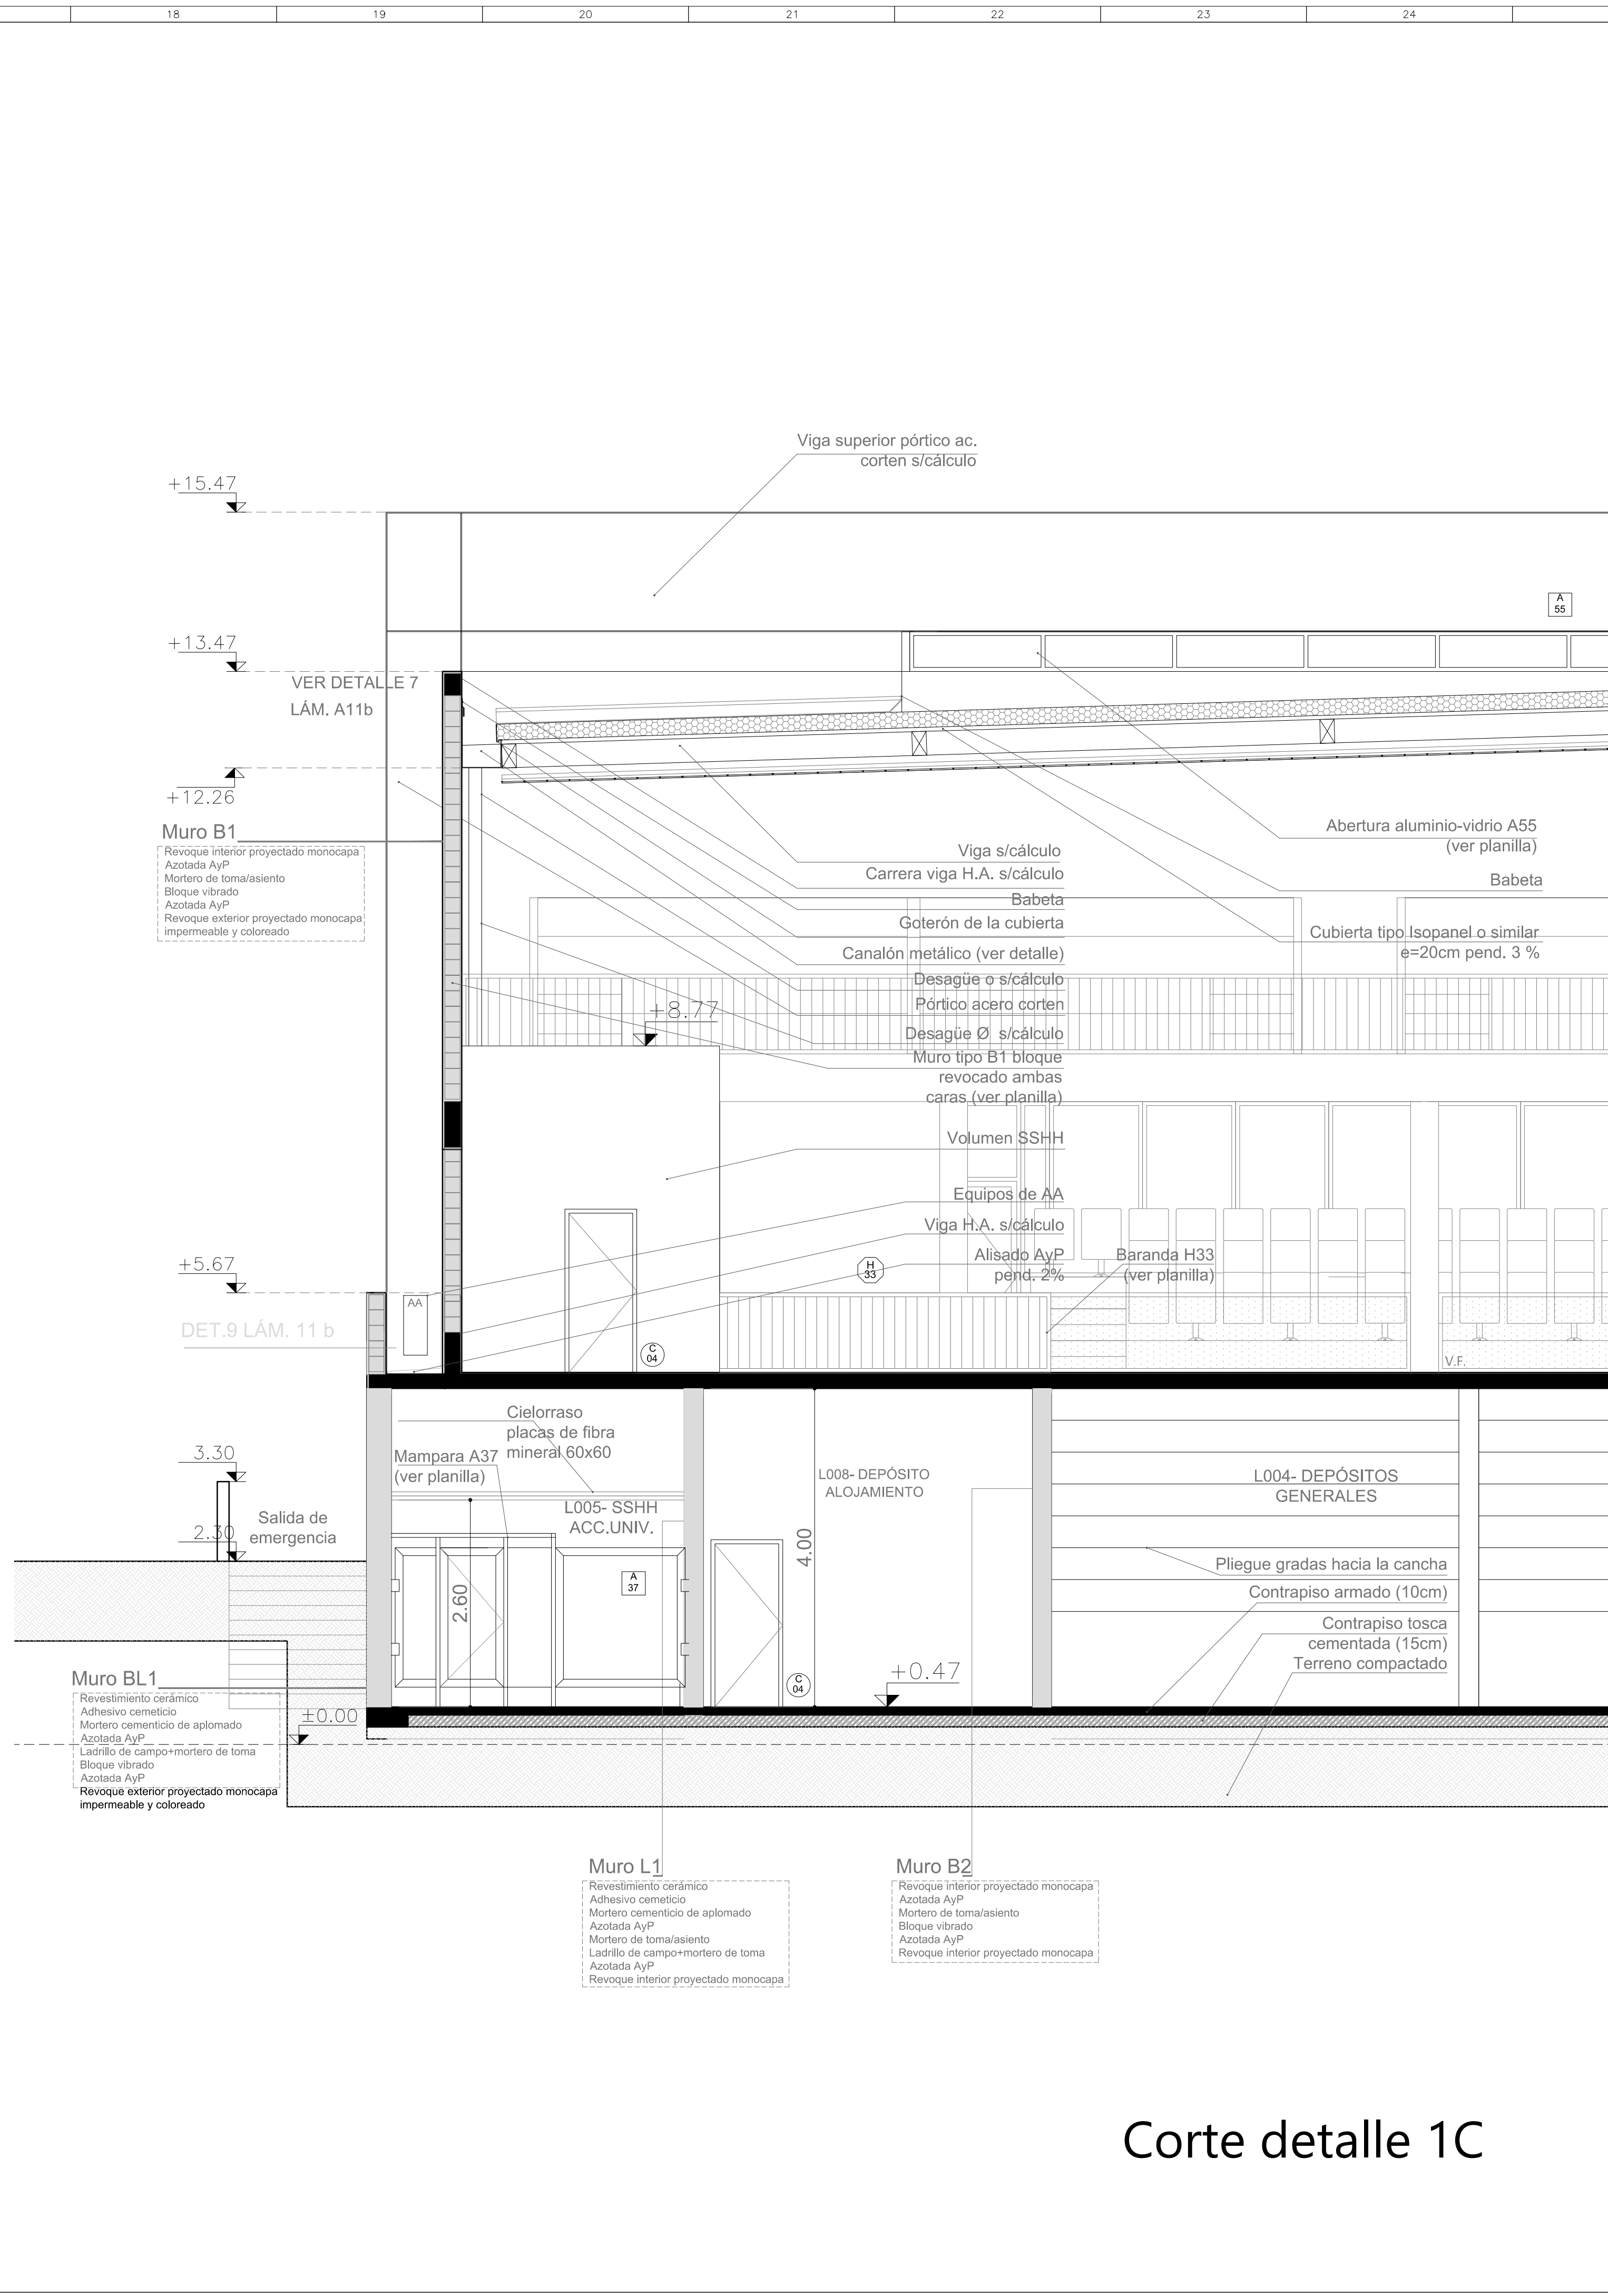 18
19
20
21
22
23
24
Viga superior pórtico ac.
corten s/cálculo
+15.47
A
55
+13.47
VER DETALLE 7
LÁM. A11b
+12.26
Muro B1
Revoque interior proyectado monocapa
Azotada AyP
Mortero de toma/asiento
Bloque vibrado
Azotada AyP
Revoque exterior proyectado monocapa
impermeable y coloreado
Abertura aluminio-vidrio A55
(ver planilla)
Babeta
Cubierta tipo Isopanel o similar
e=20cm pend. 3 %
Viga s/cálculo
Carrera viga H.A. s/cálculo
Babeta
Goterón de la cubierta
Canalón metálico (ver detalle)
Desagüe o s/cálculo
Pórtico acero corten
Desagüe Ø  s/cálculo
Muro tipo B1 bloque
revocado ambas
caras (ver planilla)
+8.77
Volumen SSHH
Equipos de AA
Viga H.A. s/cálculo
Alisado AyP
pend. 2%
Baranda H33
(ver planilla)
H
33
+5.67
AA
DET.9 LÁM. 11 b
C
04
V.F.
Cielorraso
placas de fibra
mineral 60x60
Mampara A37
(ver planilla)
3.30
Salida de
emergencia
2.30
L005- SSHH
ACC.UNIV.
L008- DEPÓSITO
ALOJAMIENTO
L004- DEPÓSITOS
GENERALES
4.00
2.60
A
37
Pliegue gradas hacia la cancha
Contrapiso armado (10cm)
Contrapiso tosca
cementada (15cm)
Terreno compactado
C
04
+0.47
±0.00
Muro BL1
Revestimiento cerámico
Adhesivo cemeticio
Mortero cementicio de aplomado
Azotada AyP
Ladrillo de campo+mortero de toma
Bloque vibrado
Azotada AyP
Revoque exterior proyectado monocapa
impermeable y coloreado
Muro L1
Revestimiento cerámico
Adhesivo cemeticio
Mortero cementicio de aplomado
Azotada AyP
Mortero de toma/asiento
Ladrillo de campo+mortero de toma
Azotada AyP
Revoque interior proyectado monocapa
Muro B2
Revoque interior proyectado monocapa
Azotada AyP
Mortero de toma/asiento
Bloque vibrado
Azotada AyP
Revoque interior proyectado monocapa
Corte detalle 1C